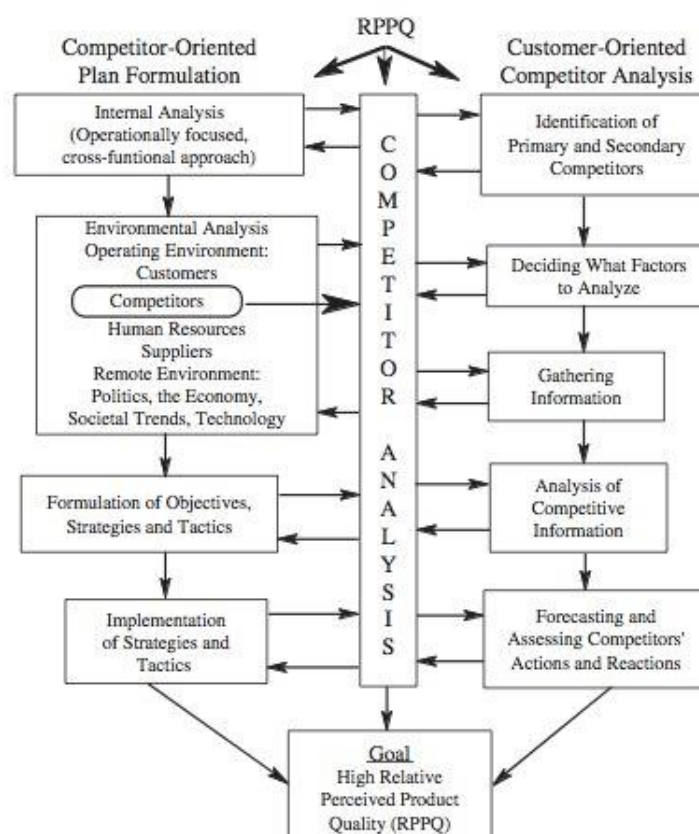 RPPQ
Competitor-Oriented
Plan Formulation
Customer-Oriented
Competitor Analysis
Internal Analysis
(Operationally focused,
cross-funtional approach)
Environmental Analysis
Operating Environment:
Customers
Competitors
Human Resources
Suppliers
Remote Environment:
Politics, the Economy,
Societal Trends, Technology
Formulation of Objectives,
Strategies and Tactics
Implementation
of Strategies and
Tactics
COMPETITOR ANALYSIS
Identification of
Primary and Secondary
Competitors
Deciding What Factors
to Analyze
Gathering
Information
Analysis of
Competitive
Information
Forecasting and
Assessing Competitors'
Actions and Reactions
Goal
High Relative
Perceived Product
Quality (RPPQ)